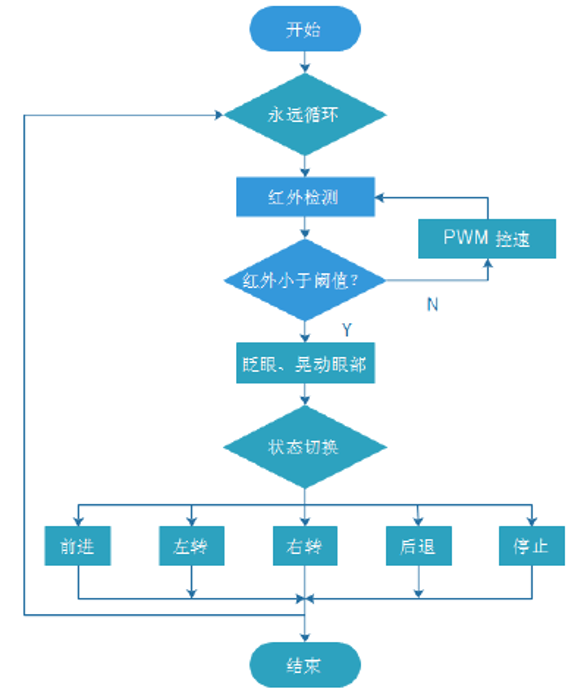 开始
永远循环
红外检测
PWM 控速
红外小于阈值？
N
Y
眨眼、晃动眼部
状态切换
前进
左转
右转
后退
停止
结束